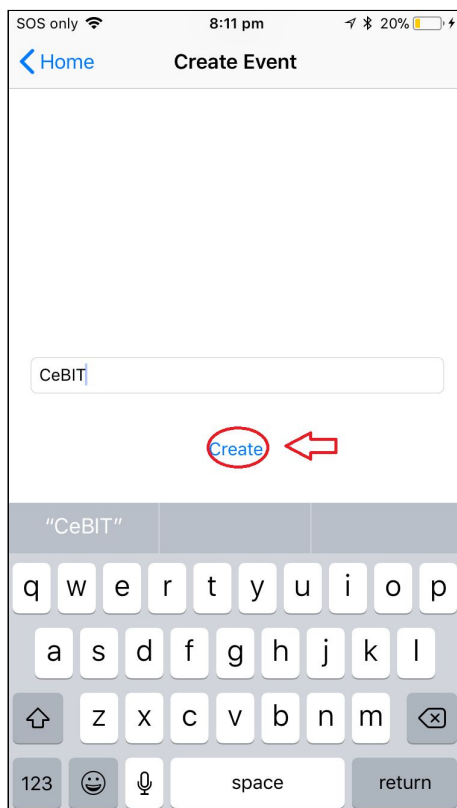 SOS only 8:11 pm 20%
Home Create Event
CeBIT
Create
“CeBIT”
q w e r t y u i o p
a s d f g h j k l
z x c v b n m
123 space return